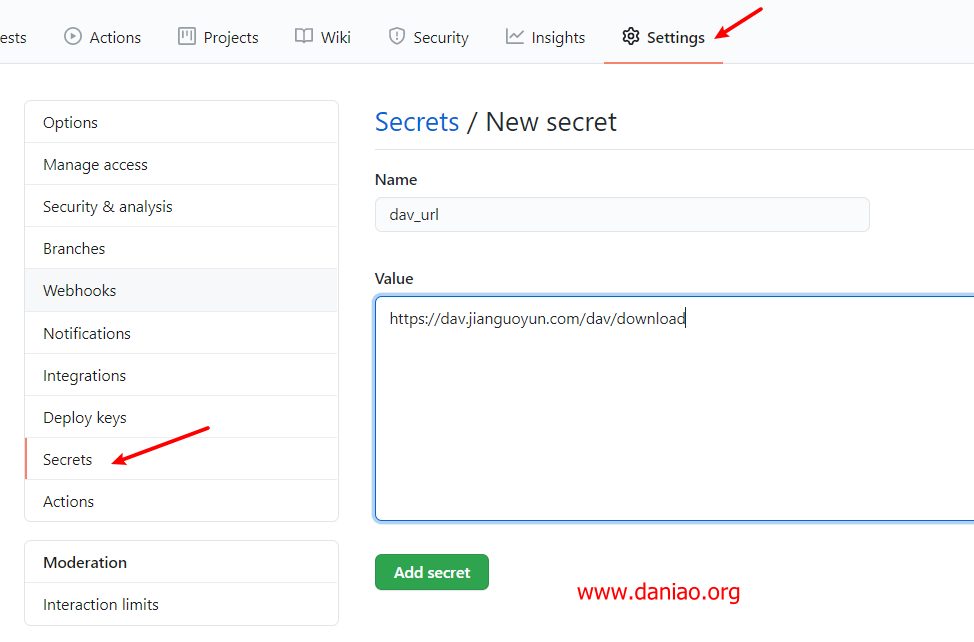 ests Actions Projects Wiki Security Insights Settings
Options
Manage access
Security & analysis
Branches
Webhooks
Notifications
Integrations
Deploy keys
Secrets
Actions
Moderation
Interaction limits
Secrets / New secret
Name
dav_url
Value
https://dav.jianguoyun.com/dav/download
Add secret
www.daniao.org